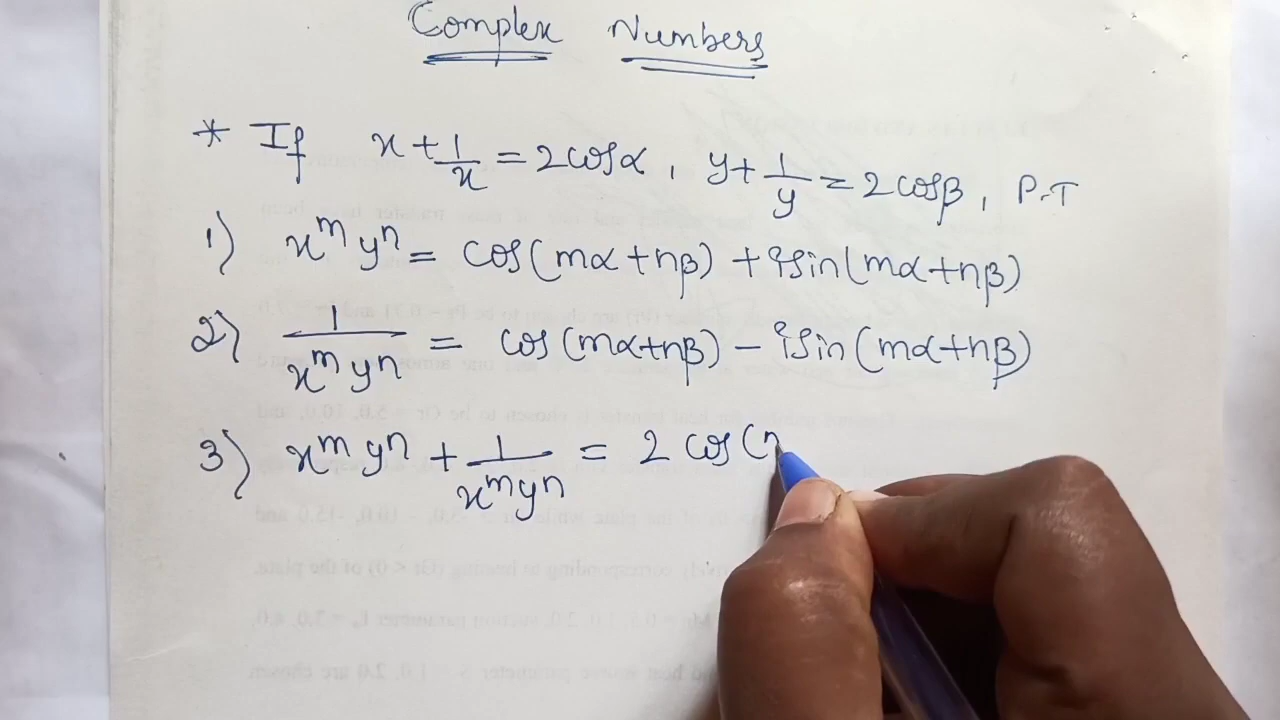 Complex Numbers
* If x + 1/x = 2cosα, y + 1/y = 2cosβ, P.T
1) x^m y^n = cos(mα + nβ) + i sin(mα + nβ)
2) 1/(x^m y^n) = cos(mα+nβ) - i sin(mα+nβ)
3) x^m y^n + 1/(x^m y^n) = 2 cos(